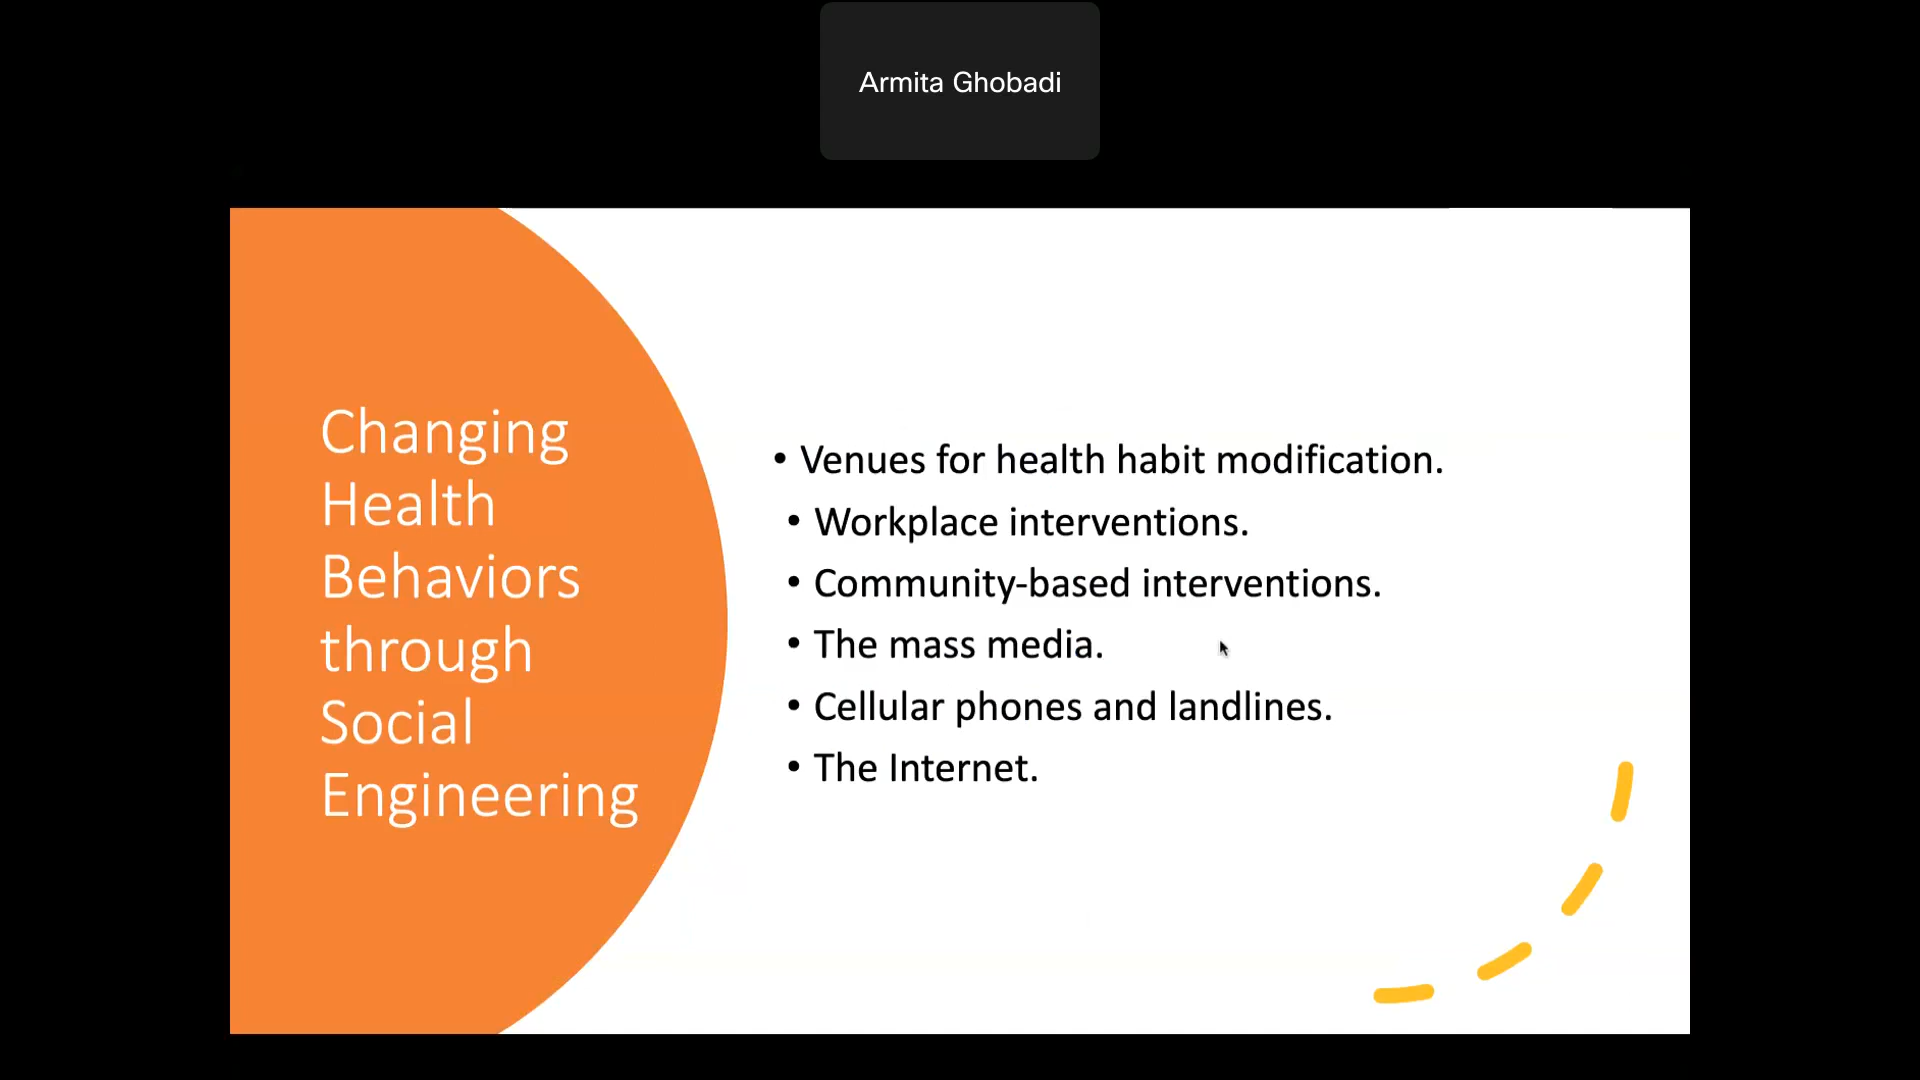 Armita Ghobadi
Changing
Health
Behaviors
through
Social
Engineering
• Venues for health habit modification.
• Workplace interventions.
• Community-based interventions.
• The mass media.
• Cellular phones and landlines.
• The Internet.